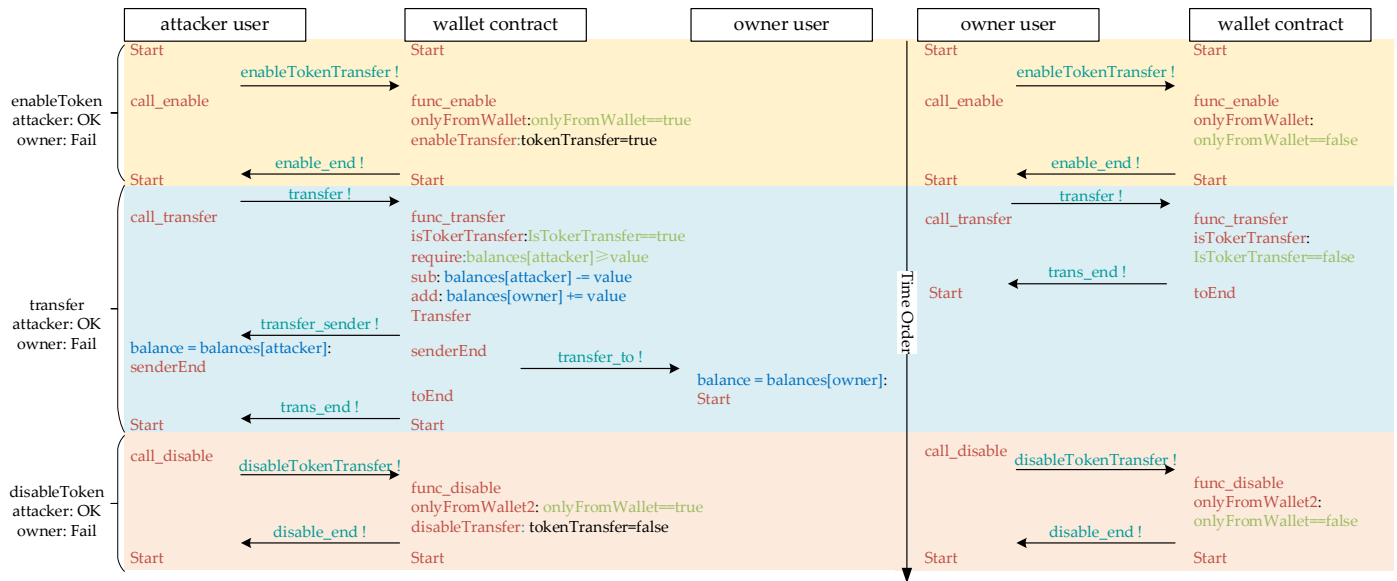 attacker user
wallet contract
owner user
owner user
wallet contract
enableToken
attacker: OK
owner: Fail
Start
Start
enableTokenTransfer !
call_enable
func_enable
onlyFromWallet:onlyFromWallet==true
enableTransfer:tokenTransfer=true
enable_end !
Start
Start
Start
Start
enableTokenTransfer !
call_enable
func_enable
onlyFromWallet:
onlyFromWallet==false
enable_end !
Start
Start
transfer
attacker: OK
owner: Fail
transfer !
call_transfer
func_transfer
isTokerTransfer:IsTokerTransfer==true
require:balances[attacker]⩾value
sub: balances[attacker] -= value
add: balances[owner] += value
Transfer
transfer_sender !
balance = balances[attacker]:
senderEnd
senderEnd
transfer_to !
balance = balances[owner]:
Start
toEnd
trans_end !
Start
Start
Time Order
transfer !
call_transfer
func_transfer
isTokerTransfer:
IsTokerTransfer==false
trans_end !
Start
toEnd
disableToken
attacker: OK
owner: Fail
call_disable
disableTokenTransfer !
func_disable
onlyFromWallet2: onlyFromWallet==true
disableTransfer: tokenTransfer=false
disable_end !
Start
Start
call_disable
disableTokenTransfer !
func_disable
onlyFromWallet2:
onlyFromWallet==false
disable_end !
Start
Start